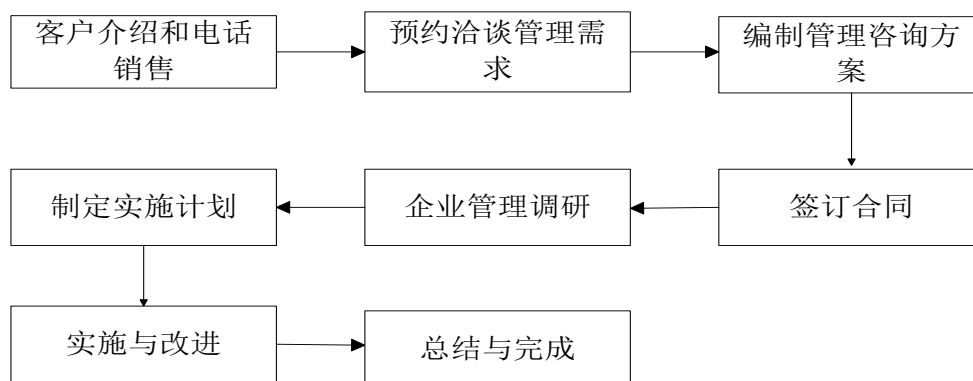 客户介绍和电话
销售
预约洽谈管理需
求
编制管理咨询方
案
签订合同
企业管理调研
制定实施计划
实施与改进
总结与完成